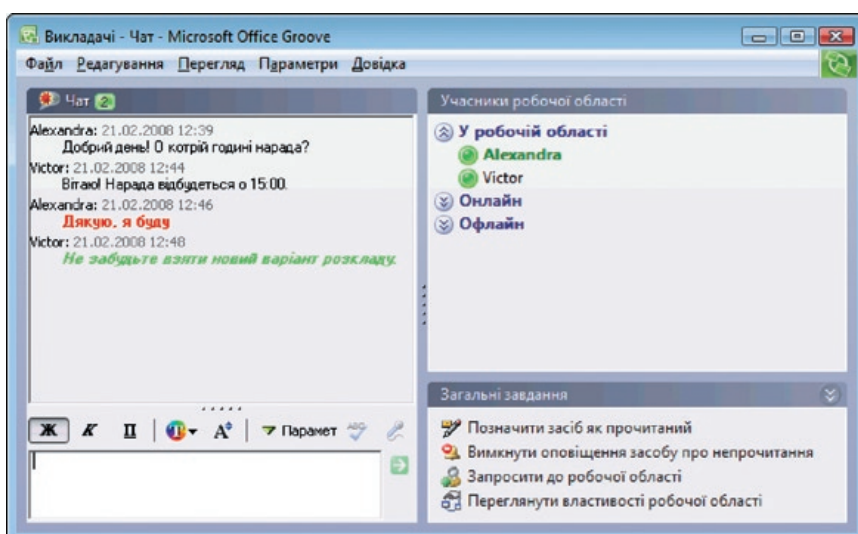 Викладачі - Чат - Microsoft Office Groove
Файл Редагування Перегляд Параметри Довідка
Чат 2
Alexandra: 21.02.2008 12:39
Добрий день! О котрій годині нарада?
Victor: 21.02.2008 12:44
Вітаю! Нарада відбудеться о 15:00.
Alexandra: 21.02.2008 12:46
Дякую, я буду
Victor: 21.02.2008 12:48
Не забудьте взяти новий варіант розкладу.
Ж К П А Парамет ABC
Учасники робочої області
У робочій області
Alexandra
Victor
Онлайн
Офлайн
Загальні завдання
Позначити засіб як прочитаний
Вимкнути оповіщення засобу про непрочитання
Запросити до робочої області
Переглянути властивості робочої області